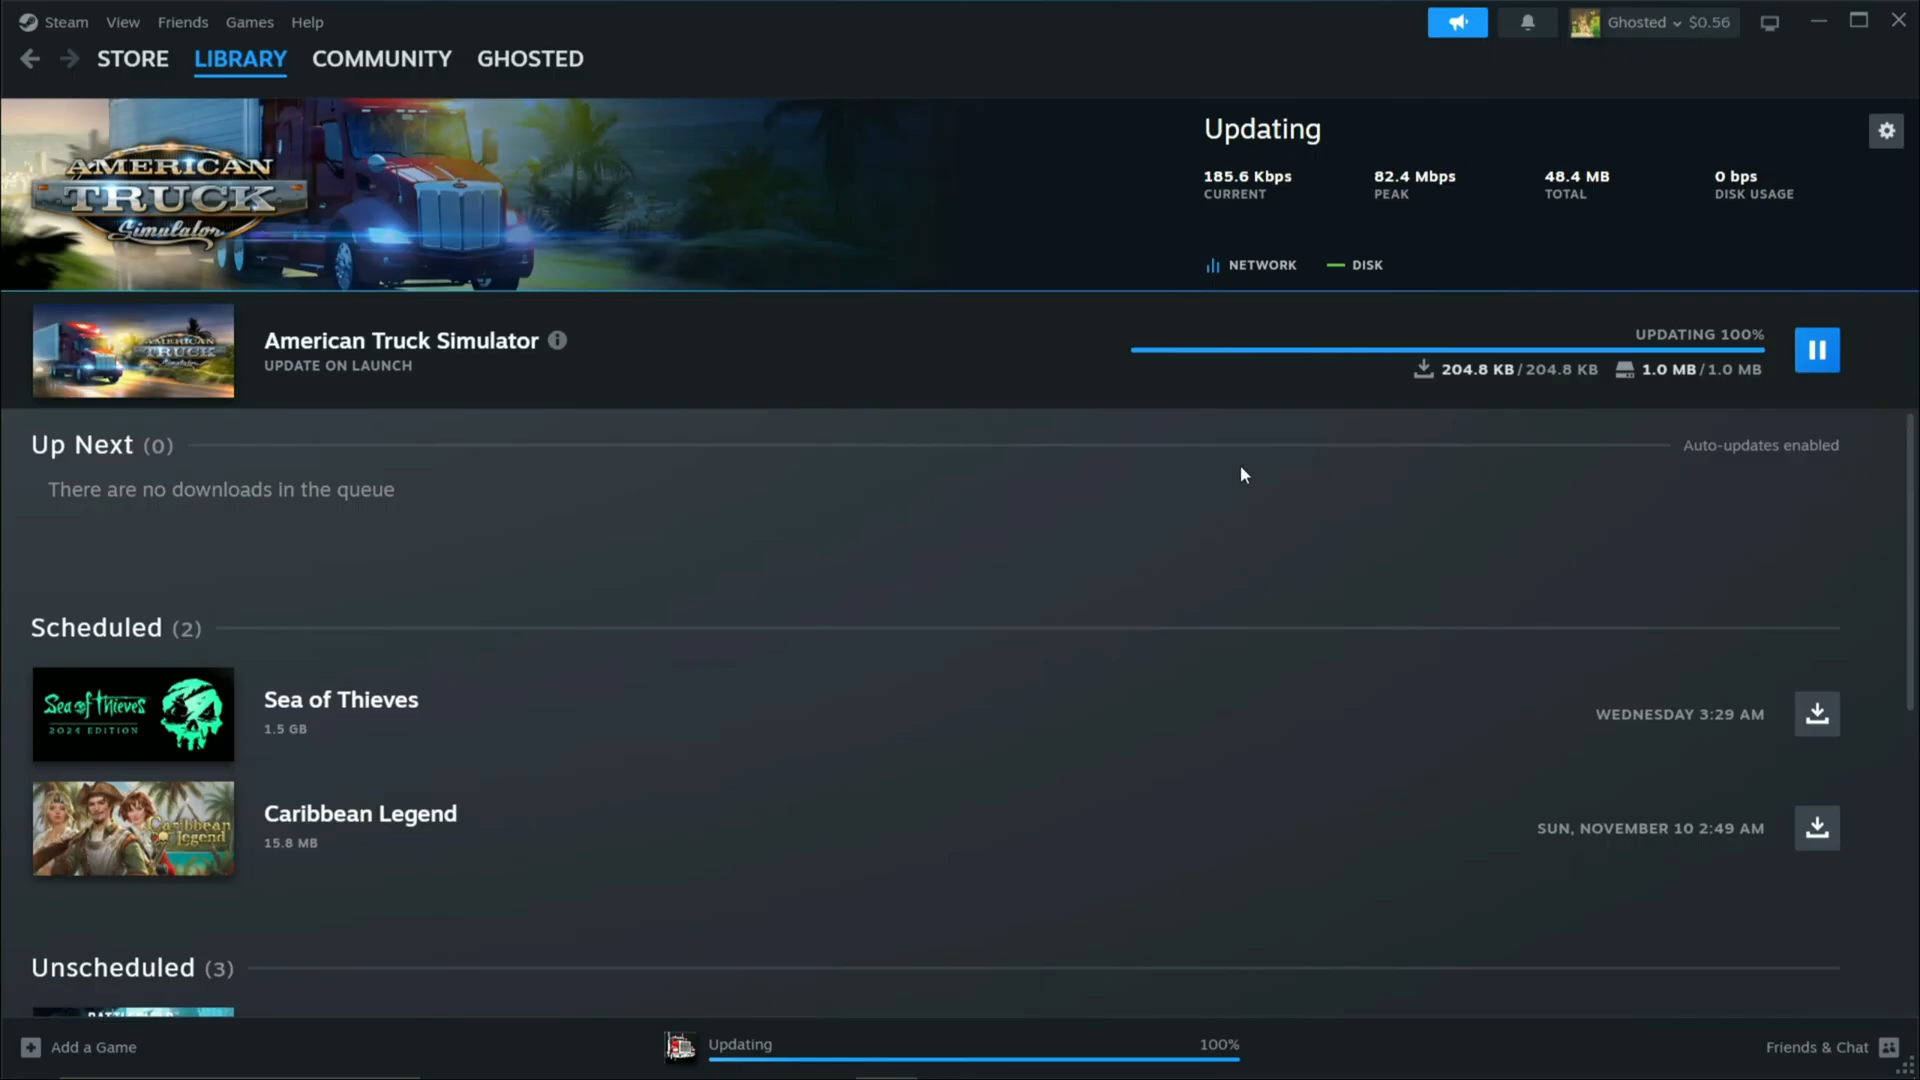 Steam View Friends Games Help
Ghosted $0.56
STORE LIBRARY COMMUNITY GHOSTED
AMERICAN
TRUCK
Simulator
Updating
185.6 Kbps 82.4 Mbps 48.4 MB 0 bps
CURRENT PEAK TOTAL DISK USAGE
NETWORK DISK
AMERICAN
TRUCK
Simulator
American Truck Simulator
UPDATE ON LAUNCH
UPDATING 100%
204.8 KB / 204.8 KB 1.0 MB / 1.0 MB
Up Next (0) Auto-updates enabled
There are no downloads in the queue
Scheduled (2)
Sea of Thieves
2024 EDITION
Sea of Thieves
1.5 GB
WEDNESDAY 3:29 AM
Caribbean
Legend
Caribbean Legend
15.8 MB
SUN, NOVEMBER 10 2:49 AM
Unscheduled (3)
Add a Game
Updating 100%
Friends & Chat